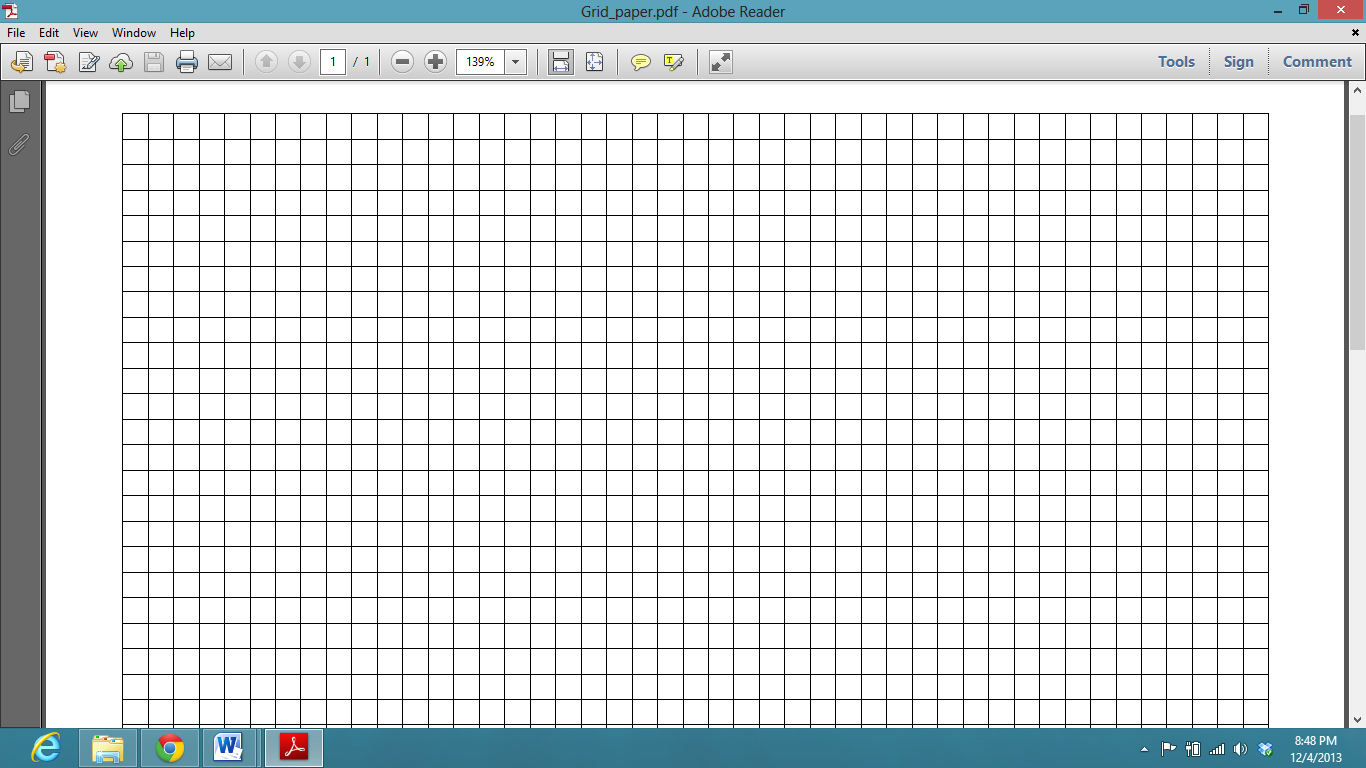 Grid_paper.pdf - Adobe Reader
File Edit View Window Help
1 / 1 139% Tools Sign Comment
8:48 PM
12/4/2013